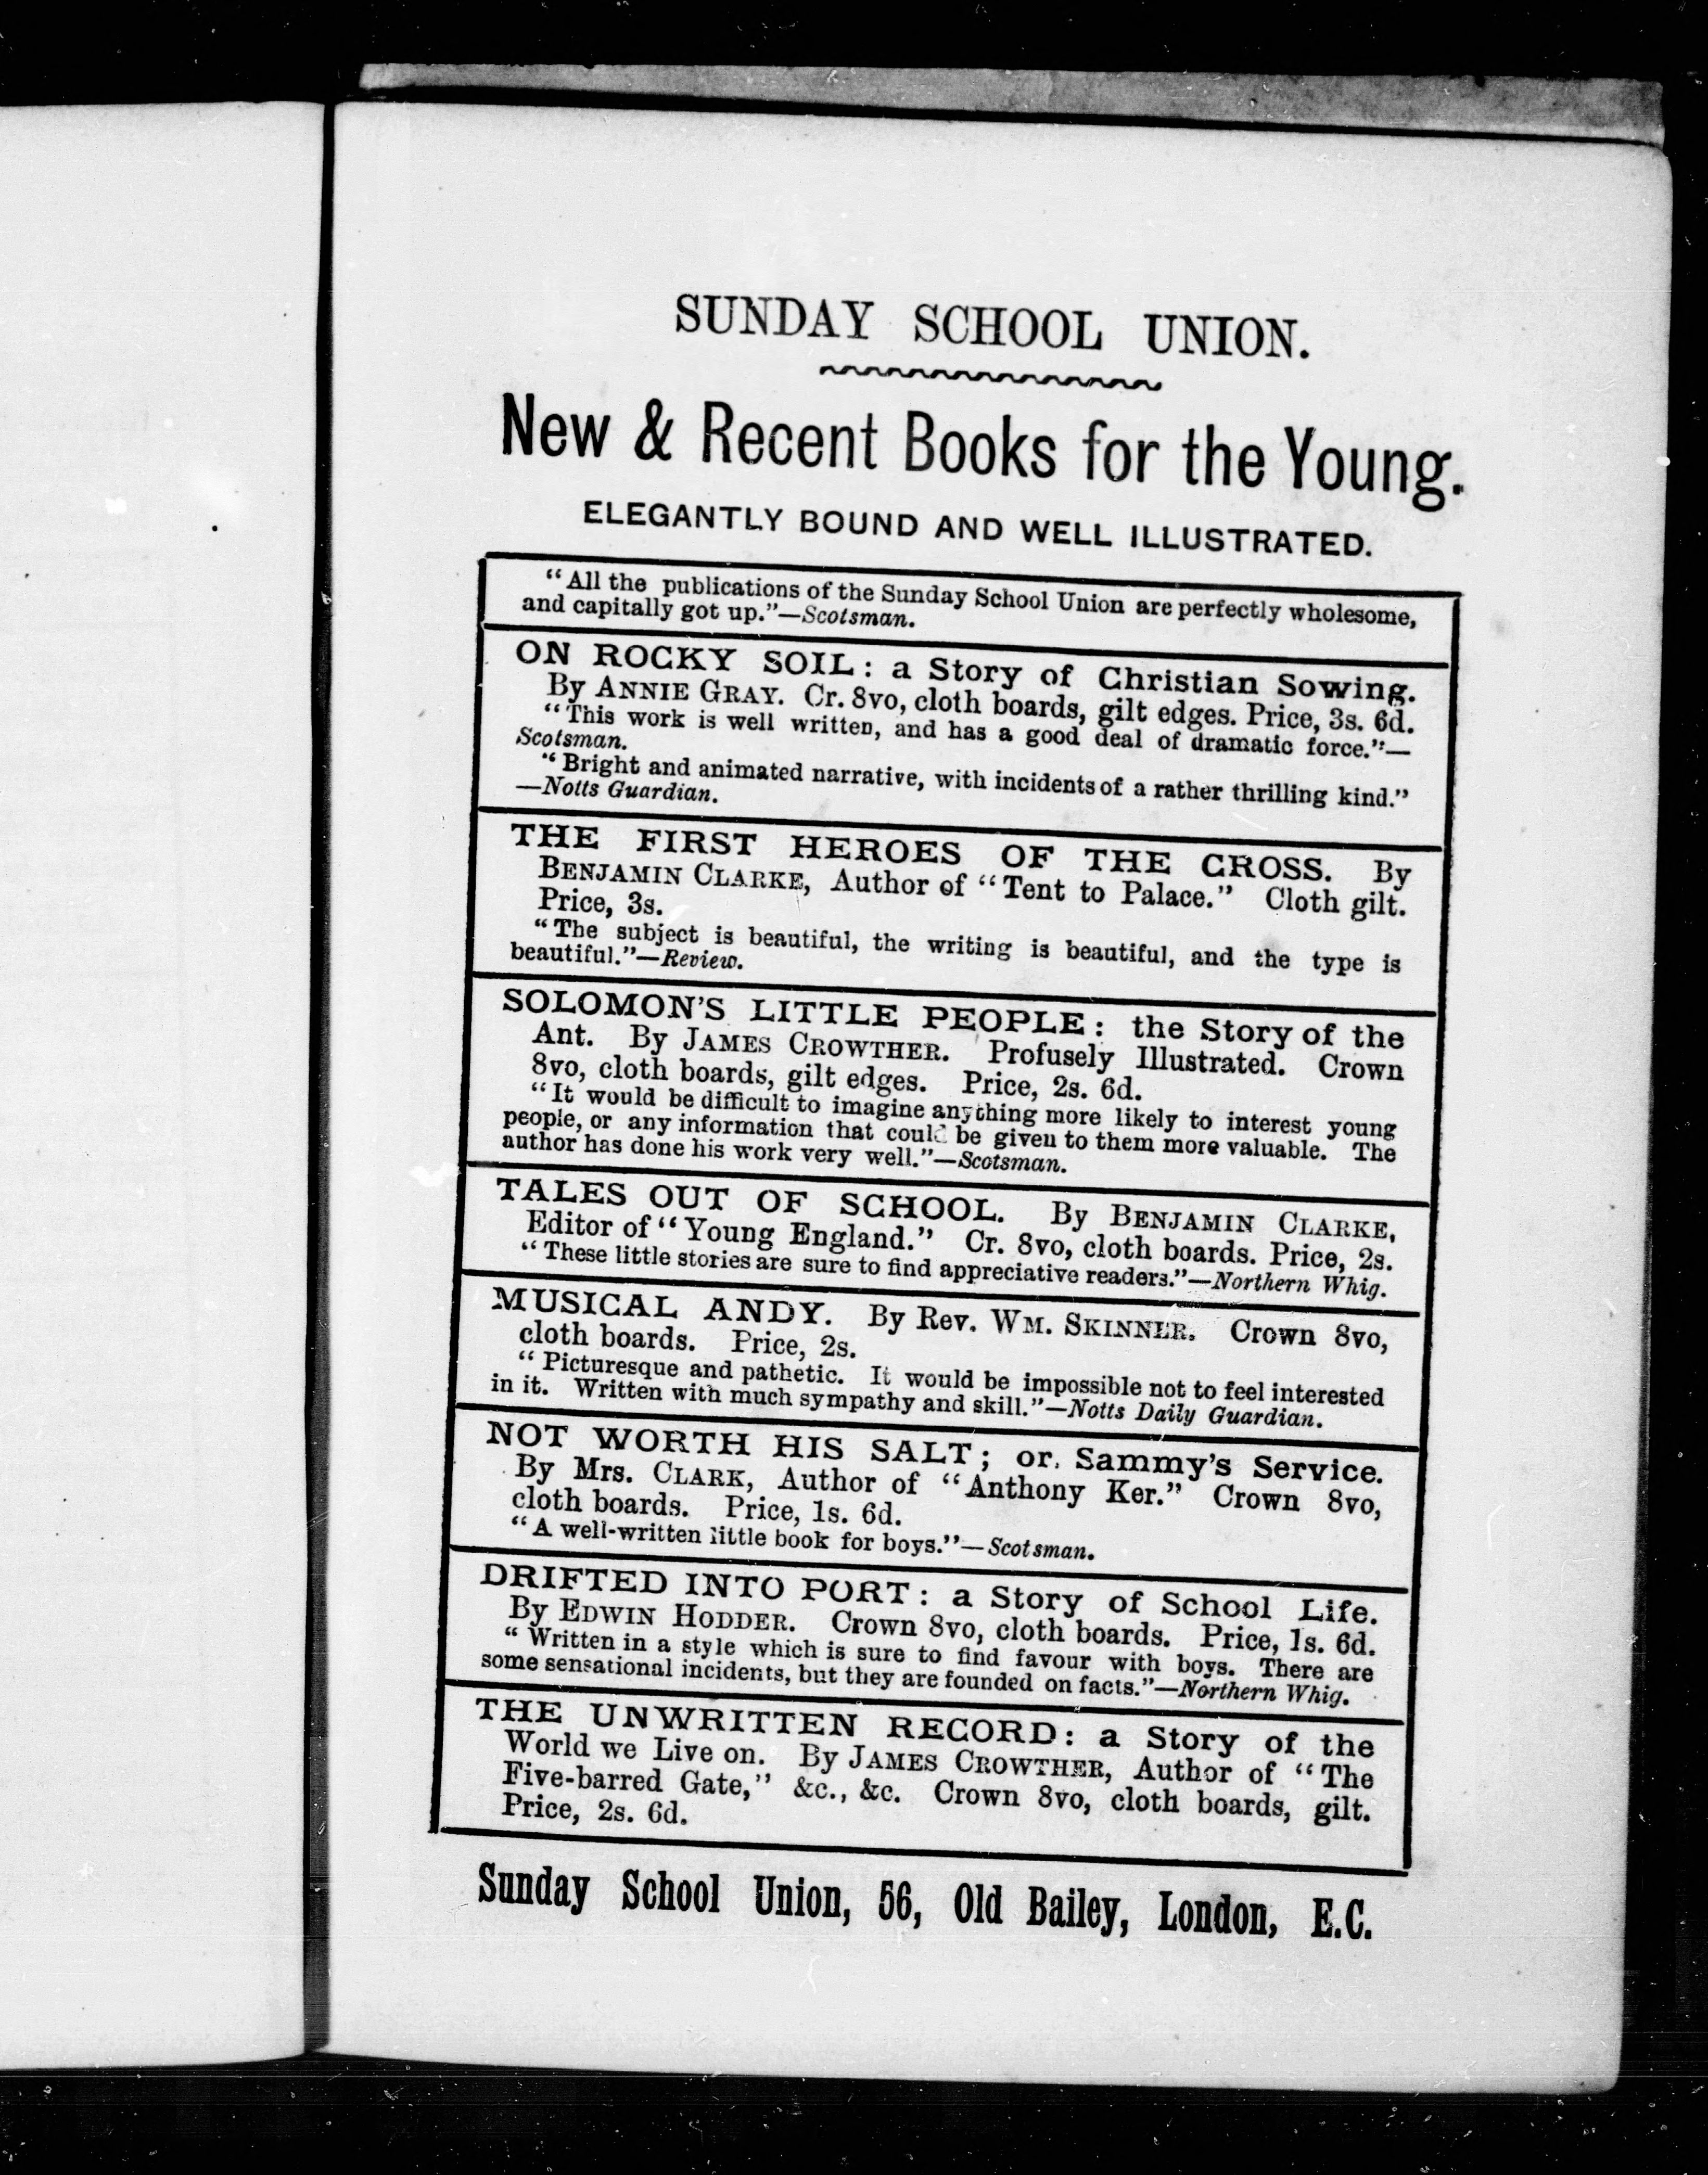 SUNDAY SCHOOL UNION.
New & Recent Books for the Young.
ELEGANTLY BOUND AND WELL ILLUSTRATED.
"All the publications of the Sunday School Union are perfectly wholesome,
and capitally got up."—Scotsman.
ON ROCKY SOIL: a Story of Christian Sowing.
By ANNIE GRAY. Cr. 8vo, cloth boards, gilt edges. Price, 3s. 6d.
"This work is well written, and has a good deal of dramatic force."—
Scotsman.
"Bright and animated narrative, with incidents of a rather thrilling kind."
—Notts Guardian.
THE FIRST HEROES OF THE CROSS. By
BENJAMIN CLARKE, Author of "Tent to Palace." Cloth gilt.
Price, 3s.
"The subject is beautiful, the writing is beautiful, and the type is
beautiful."—Review.
SOLOMON'S LITTLE PEOPLE: the Story of the
Ant. By JAMES CROWTHER. Profusely Illustrated. Crown
8vo, cloth boards, gilt edges. Price, 2s. 6d.
"It would be difficult to imagine anything more likely to interest young
people, or any information that could be given to them more valuable. The
author has done his work very well."—Scotsman.
TALES OUT OF SCHOOL. By BENJAMIN CLARKE,
Editor of "Young England." Cr. 8vo, cloth boards. Price, 2s.
"These little stories are sure to find appreciative readers."—Northern Whig.
MUSICAL ANDY. By Rev. WM. SKINNER. Crown 8vo,
cloth boards. Price, 2s.
"Picturesque and pathetic. It would be impossible not to feel interested
in it. Written with much sympathy and skill."—Notts Daily Guardian.
NOT WORTH HIS SALT; or, Sammy's Service.
By Mrs. CLARK, Author of "Anthony Ker." Crown 8vo,
cloth boards. Price, 1s. 6d.
"A well-written little book for boys."—Scotsman.
DRIFTED INTO PORT: a Story of School Life.
By EDWIN HODDER. Crown 8vo, cloth boards. Price, 1s. 6d.
"Written in a style which is sure to find favour with boys. There are
some sensational incidents, but they are founded on facts."—Northern Whig.
THE UNWRITTEN RECORD: a Story of the
World we Live on. By JAMES CROWTHER, Author of "The
Five-barred Gate," &c., &c. Crown 8vo, cloth boards, gilt.
Price, 2s. 6d.
Sunday School Union, 56, Old Bailey, London, E.C.